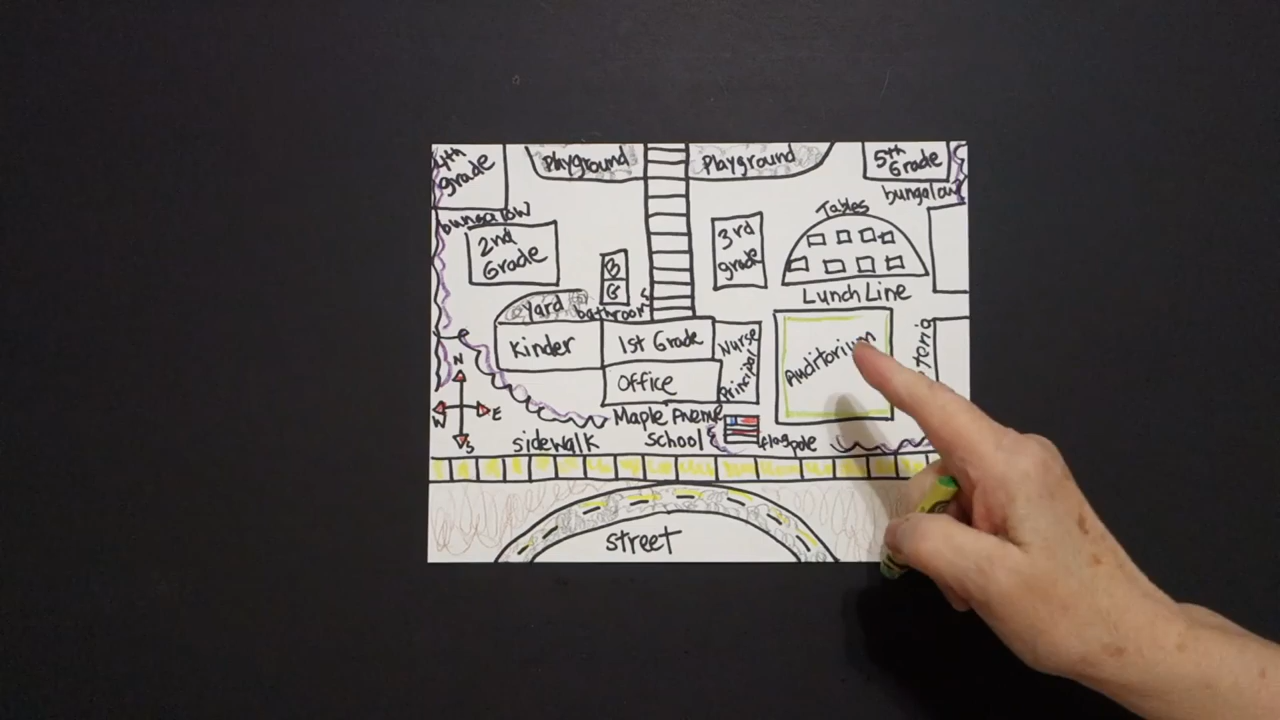 4th
grade
Playground
Playground
5th
Grade
bungalow
bungalow
Tables
2nd
Grade
3rd
grade
B
G
Lunch Line
Yard
bathroom
Kinder
1st Grade
Nurse
Auditorium
Office
Principal
N
W
E
S
Maple Avenue
School
sidewalk
flagpole
street